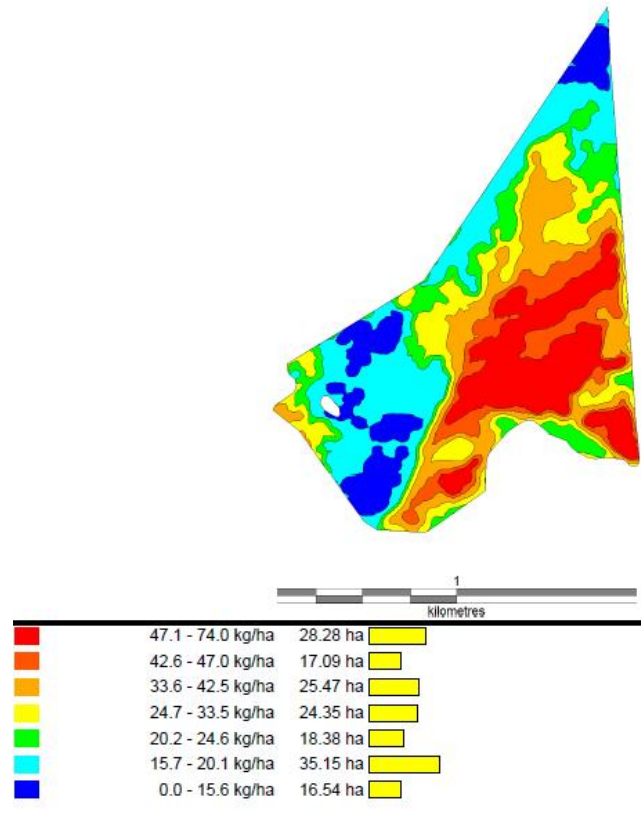 1
kilometres
47.1 - 74.0 kg/ha 28.28 ha
42.6 - 47.0 kg/ha 17.09 ha
33.6 - 42.5 kg/ha 25.47 ha
24.7 - 33.5 kg/ha 24.35 ha
20.2 - 24.6 kg/ha 18.38 ha
15.7 - 20.1 kg/ha 35.15 ha
0.0 - 15.6 kg/ha 16.54 ha